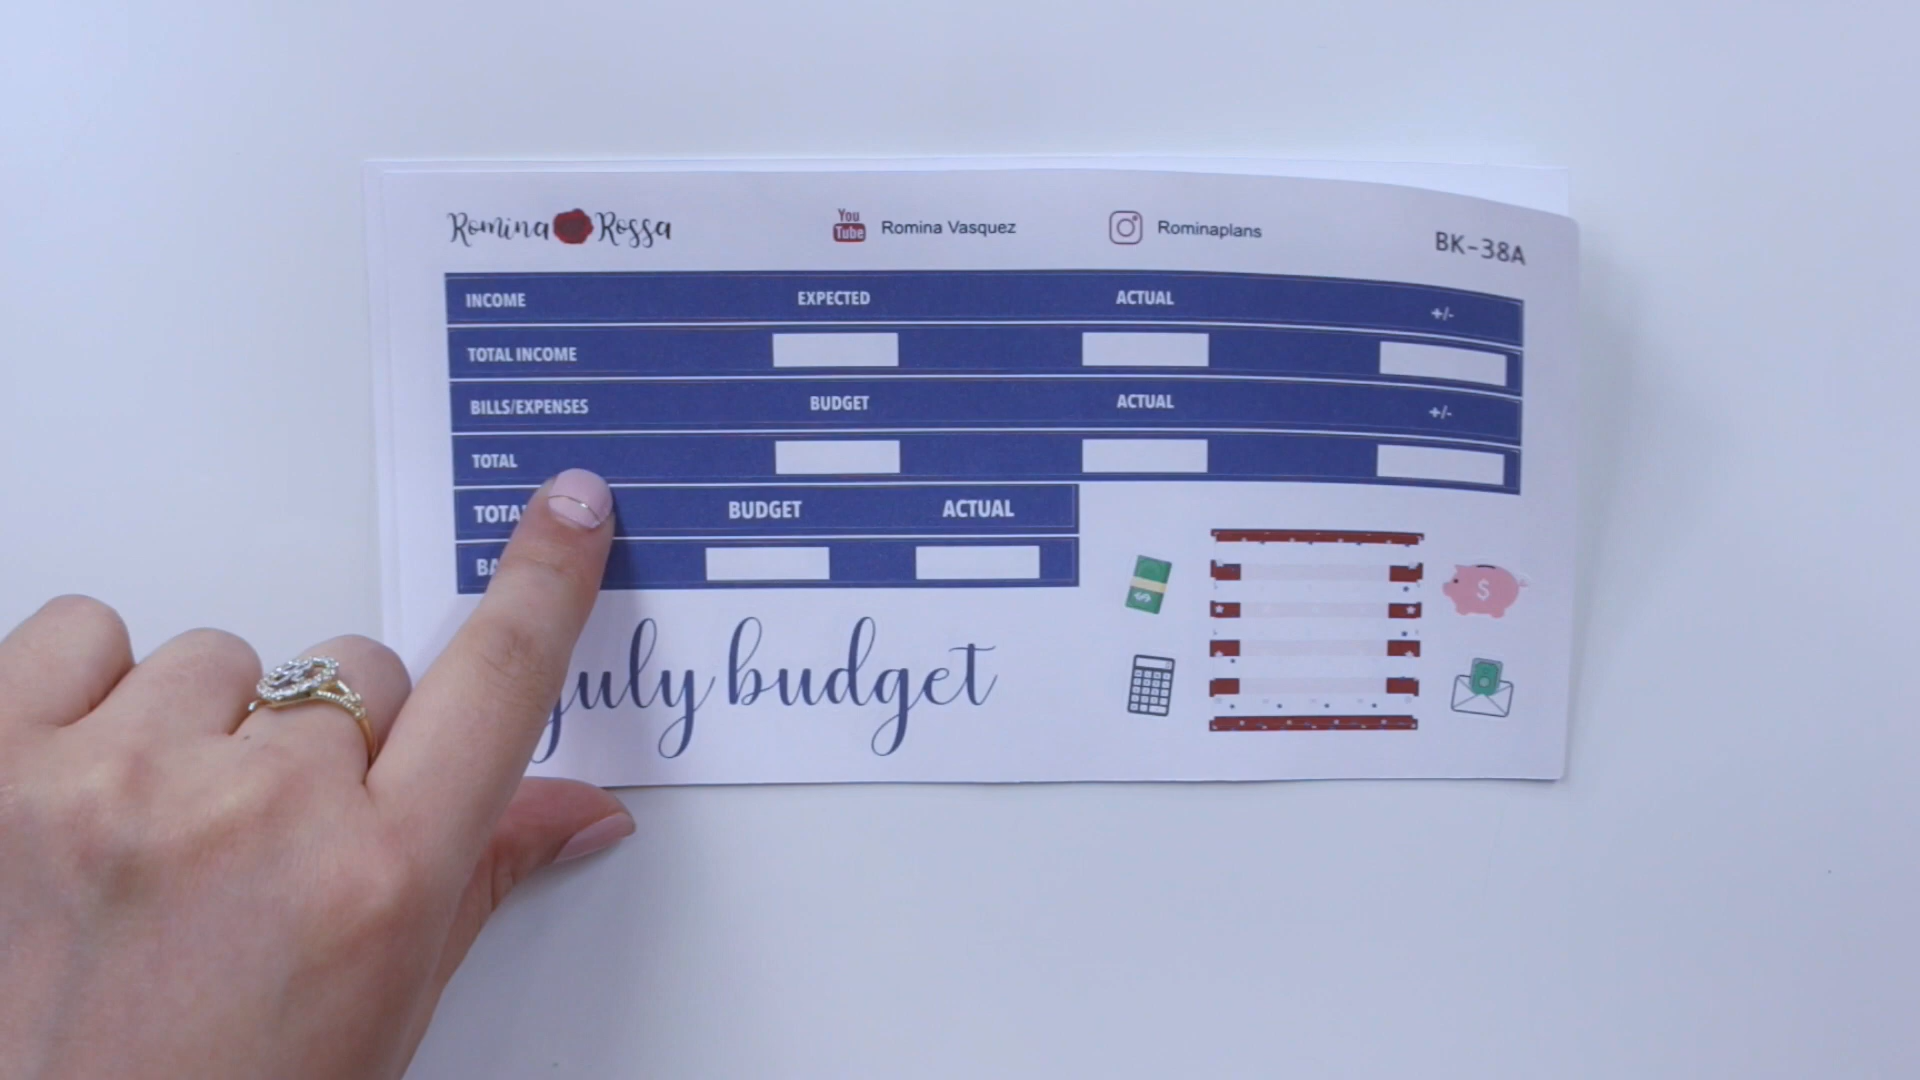 Romina Rossa
You Tube Romina Vasquez
Rominaplans
BK-38A
INCOME EXPECTED ACTUAL +/-
TOTAL INCOME
BILLS/EXPENSES BUDGET ACTUAL +/-
TOTAL
BUDGET ACTUAL
july budget